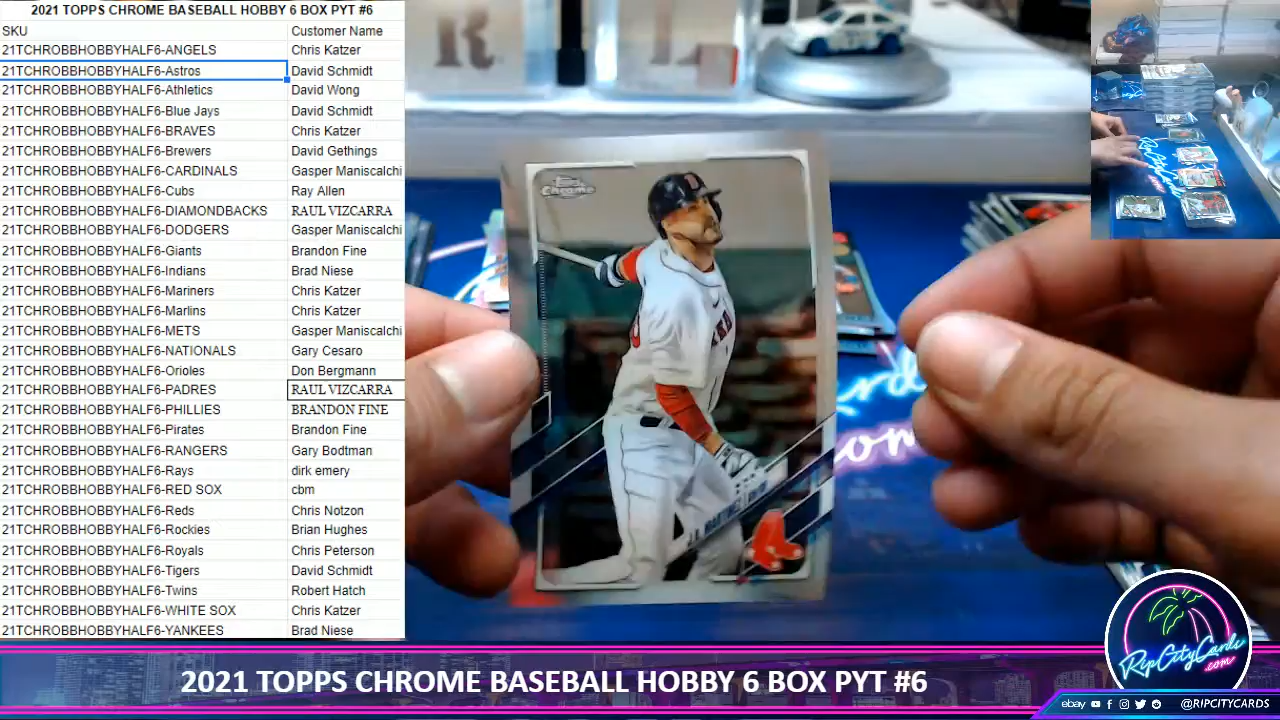 2021 TOPPS CHROME BASEBALL HOBBY 6 BOX PYT #6
SKU Customer Name
21TCHROBBHOBBYHALF6-ANGELS Chris Katzer
21TCHROBBHOBBYHALF6-Astros David Schmidt
21TCHROBBHOBBYHALF6-Athletics David Wong
21TCHROBBHOBBYHALF6-Blue Jays David Schmidt
21TCHROBBHOBBYHALF6-BRAVES Chris Katzer
21TCHROBBHOBBYHALF6-Brewers David Gethings
21TCHROBBHOBBYHALF6-CARDINALS Gasper Maniscalchi
21TCHROBBHOBBYHALF6-Cubs Ray Allen
21TCHROBBHOBBYHALF6-DIAMONDBACKS RAUL VIZCARRA
21TCHROBBHOBBYHALF6-DODGERS Gasper Maniscalchi
21TCHROBBHOBBYHALF6-Giants Brandon Fine
21TCHROBBHOBBYHALF6-Indians Brad Niese
21TCHROBBHOBBYHALF6-Mariners Chris Katzer
21TCHROBBHOBBYHALF6-Marlins Chris Katzer
21TCHROBBHOBBYHALF6-METS Gasper Maniscalchi
21TCHROBBHOBBYHALF6-NATIONALS Gary Cesaro
21TCHROBBHOBBYHALF6-Orioles Don Bergmann
21TCHROBBHOBBYHALF6-PADRES RAUL VIZCARRA
21TCHROBBHOBBYHALF6-PHILLIES BRANDON FINE
21TCHROBBHOBBYHALF6-Pirates Brandon Fine
21TCHROBBHOBBYHALF6-RANGERS Gary Bodtman
21TCHROBBHOBBYHALF6-Rays dirk emery
21TCHROBBHOBBYHALF6-RED SOX cbm
21TCHROBBHOBBYHALF6-Reds Chris Notzon
21TCHROBBHOBBYHALF6-Rockies Brian Hughes
21TCHROBBHOBBYHALF6-Royals Chris Peterson
21TCHROBBHOBBYHALF6-Tigers David Schmidt
21TCHROBBHOBBYHALF6-Twins Robert Hatch
21TCHROBBHOBBYHALF6-WHITE SOX Chris Katzer
21TCHROBBHOBBYHALF6-YANKEES Brad Niese
Topps
Chrome
J.D. MARTINEZ
RipCityCards
.com
2021 TOPPS CHROME BASEBALL HOBBY 6 BOX PYT #6
ebay @RIPCITYCARDS